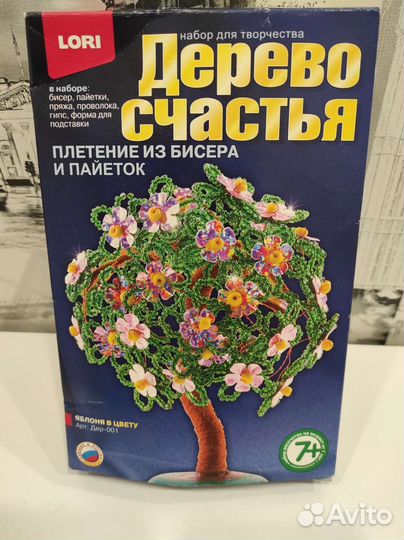 LORI
набор для творчества
Дерево
счастья
в наборе:
бисер, пайетки,
пряжа, проволока,
гипс, форма для
подставки
ПЛЕТЕНИЕ ИЗ БИСЕРА
И ПАЙЕТОК
ЯБЛОНЯ В ЦВЕТУ
Арт. Дер-001
7+
Avito